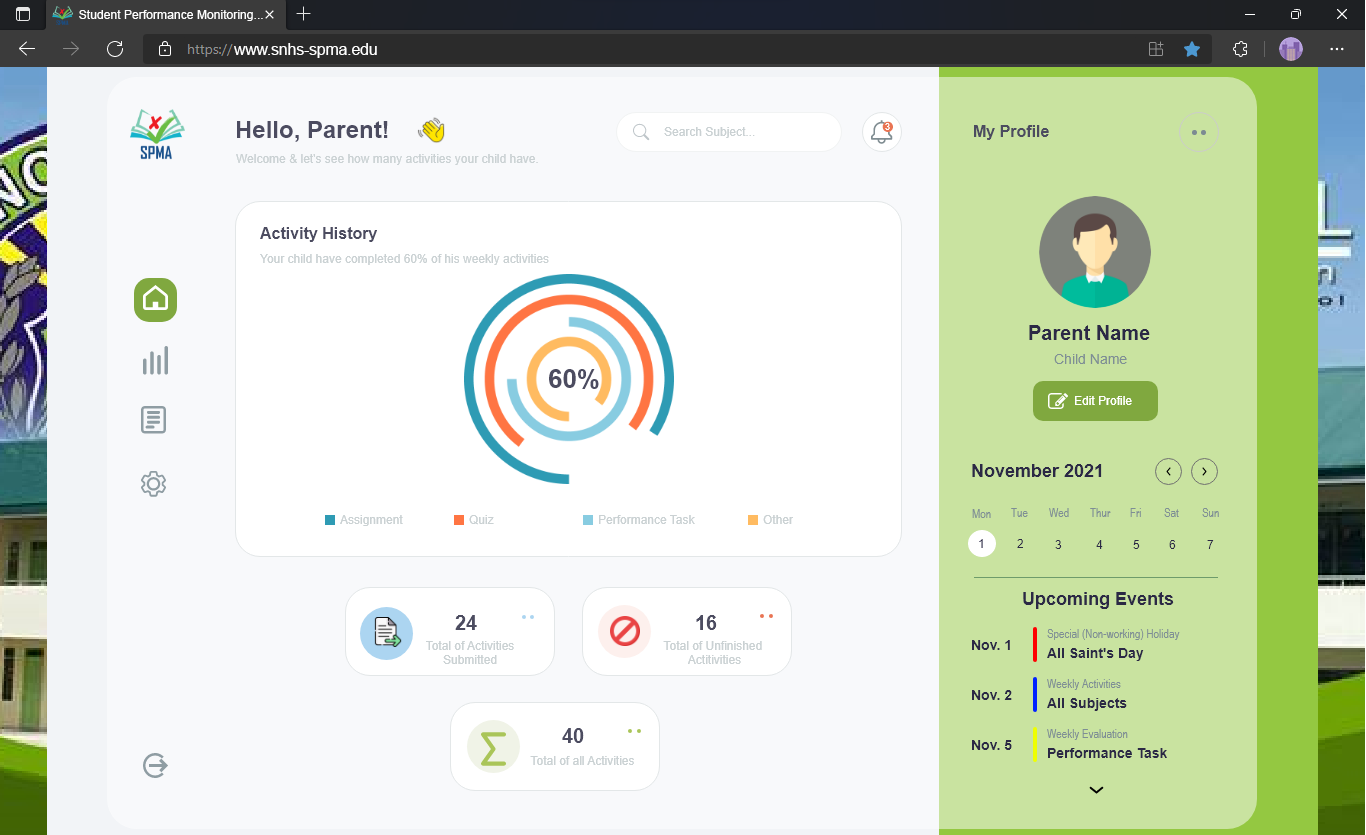 Student Performance Monitoring...
https://www.snhs-spma.edu
SPMA
Hello, Parent!
Welcome & let's see how many activities your child have.
Search Subject...
3
Activity History
Your child have completed 60% of his weekly activities
60%
Assignment
Quiz
Performance Task
Other
24
Total of Activities
Submitted
16
Total of Unfinished
Actitivities
40
Total of all Activities
My Profile
Parent Name
Child Name
Edit Profile
November 2021
Mon Tue Wed Thur Fri Sat Sun
1 2 3 4 5 6 7
Upcoming Events
Nov. 1
Special (Non-working) Holiday
All Saint's Day
Nov. 2
Weekly Activities
All Subjects
Nov. 5
Weekly Evaluation
Performance Task